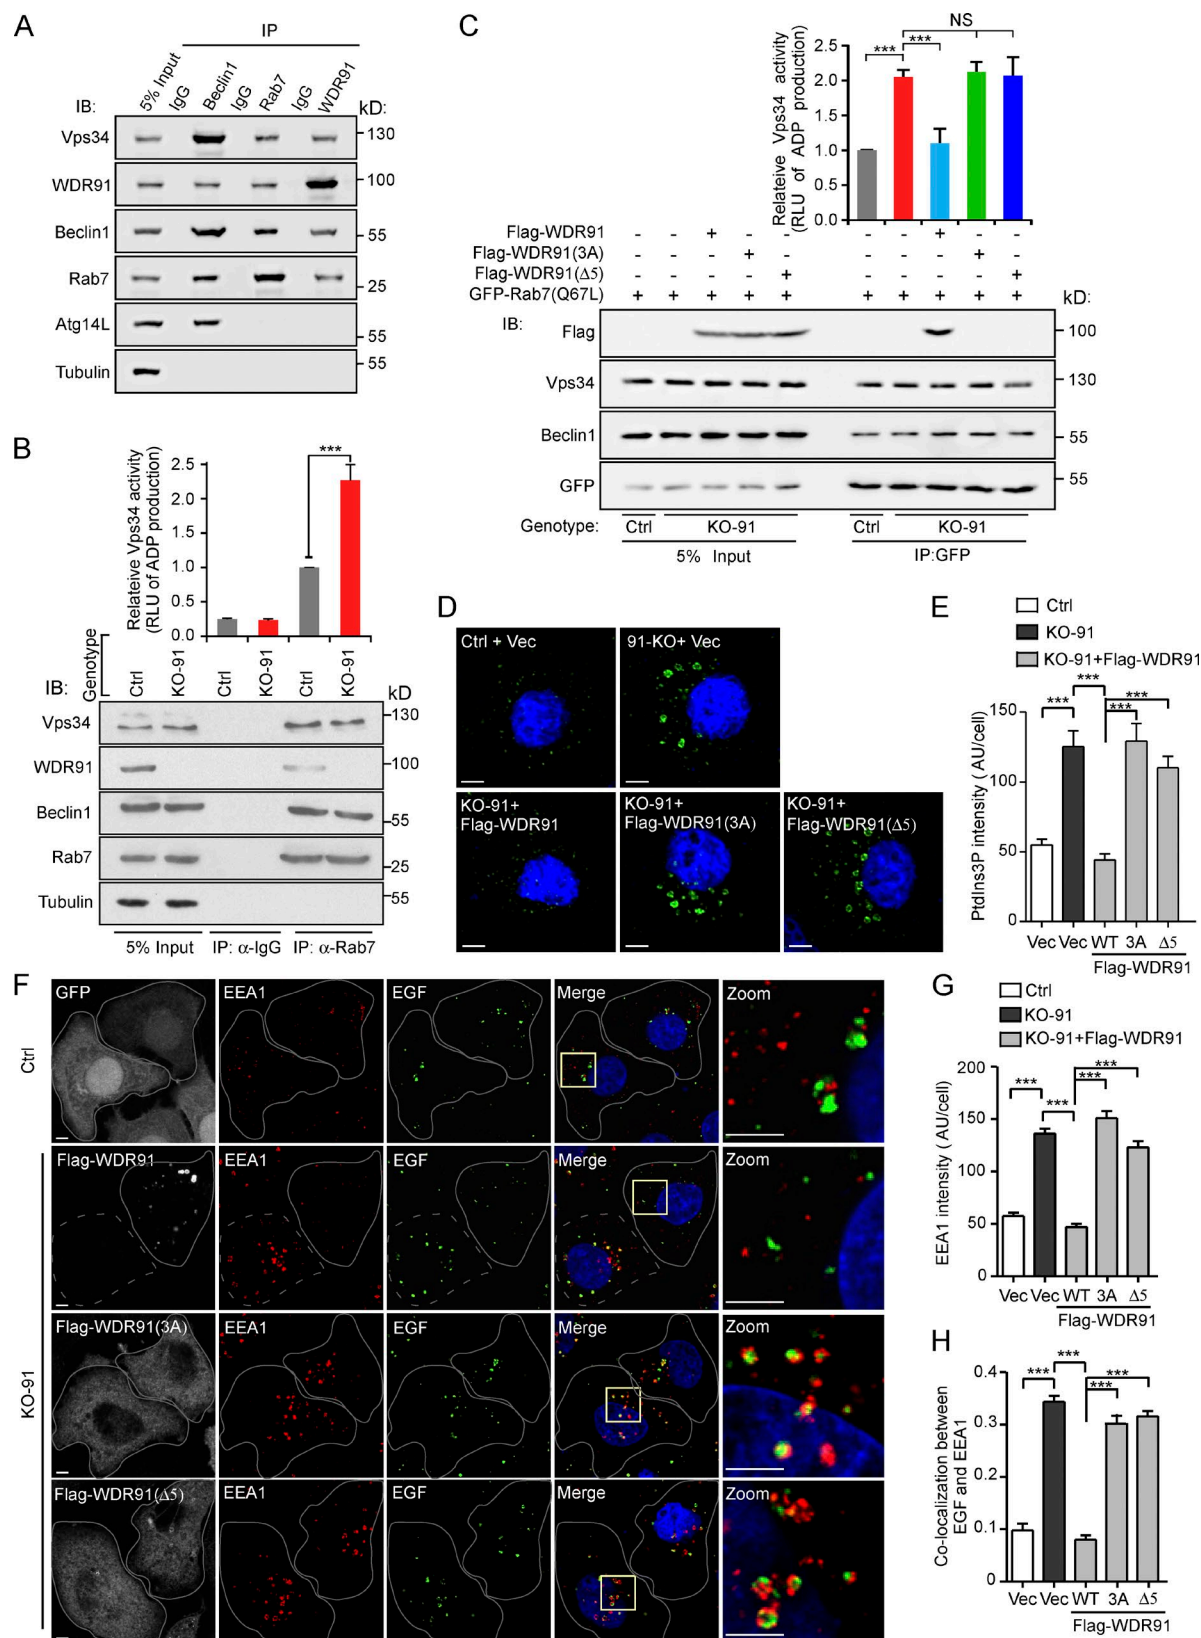 A
IP
5% Input
IgG
Beclin1
IgG
Rab7
IgG
WDR91
IB:
kD:
Vps34
130
WDR91
100
Beclin1
55
Rab7
25
Atg14L
55
Tubulin
55
B
Relateive Vps34 activity
(RLU of ADP production)
2.5
2.0
1.5
1.0
0.5
0.0
***
Genotype
IB:
Ctrl
KO-91
Ctrl
KO-91
Ctrl
KO-91
kD
Vps34
130
WDR91
100
Beclin1
55
Rab7
25
Tubulin
55
5% Input
IP: α-IgG
IP: α-Rab7
C
Relateive Vps34 activity
(RLU of ADP production)
2.5
2.0
1.5
1.0
0.5
0.0
*** *** NS
Flag-WDR91 - - + - - - - + - -
Flag-WDR91(3A) - - - + - - - - + -
Flag-WDR91(Δ5) - - - - + - - - - +
GFP-Rab7(Q67L) + + + + + + + + + +
kD:
IB:
Flag
100
Vps34
130
Beclin1
55
GFP
55
Genotype: Ctrl KO-91 Ctrl KO-91
5% Input IP:GFP
D
Ctrl + Vec
91-KO+ Vec
KO-91+
Flag-WDR91
KO-91+
Flag-WDR91(3A)
KO-91+
Flag-WDR91(Δ5)
E
Ctrl
KO-91
KO-91+Flag-WDR91
PtdIns3P intensity ( AU/cell)
150
100
50
0
*** *** *** ***
Vec Vec WT 3A Δ5
Flag-WDR91
F
Ctrl
GFP EEA1 EGF Merge Zoom
KO-91
Flag-WDR91 EEA1 EGF Merge Zoom
Flag-WDR91(3A) EEA1 EGF Merge Zoom
Flag-WDR91(Δ5) EEA1 EGF Merge Zoom
G
Ctrl
KO-91
KO-91+Flag-WDR91
EEA1 intensity ( AU/cell)
200
150
100
50
0
*** *** *** ***
Vec Vec WT 3A Δ5
Flag-WDR91
H
Co-localization between
EGF and EEA1
0.4
0.3
0.2
0.1
0
*** *** *** ***
Vec Vec WT 3A Δ5
Flag-WDR91